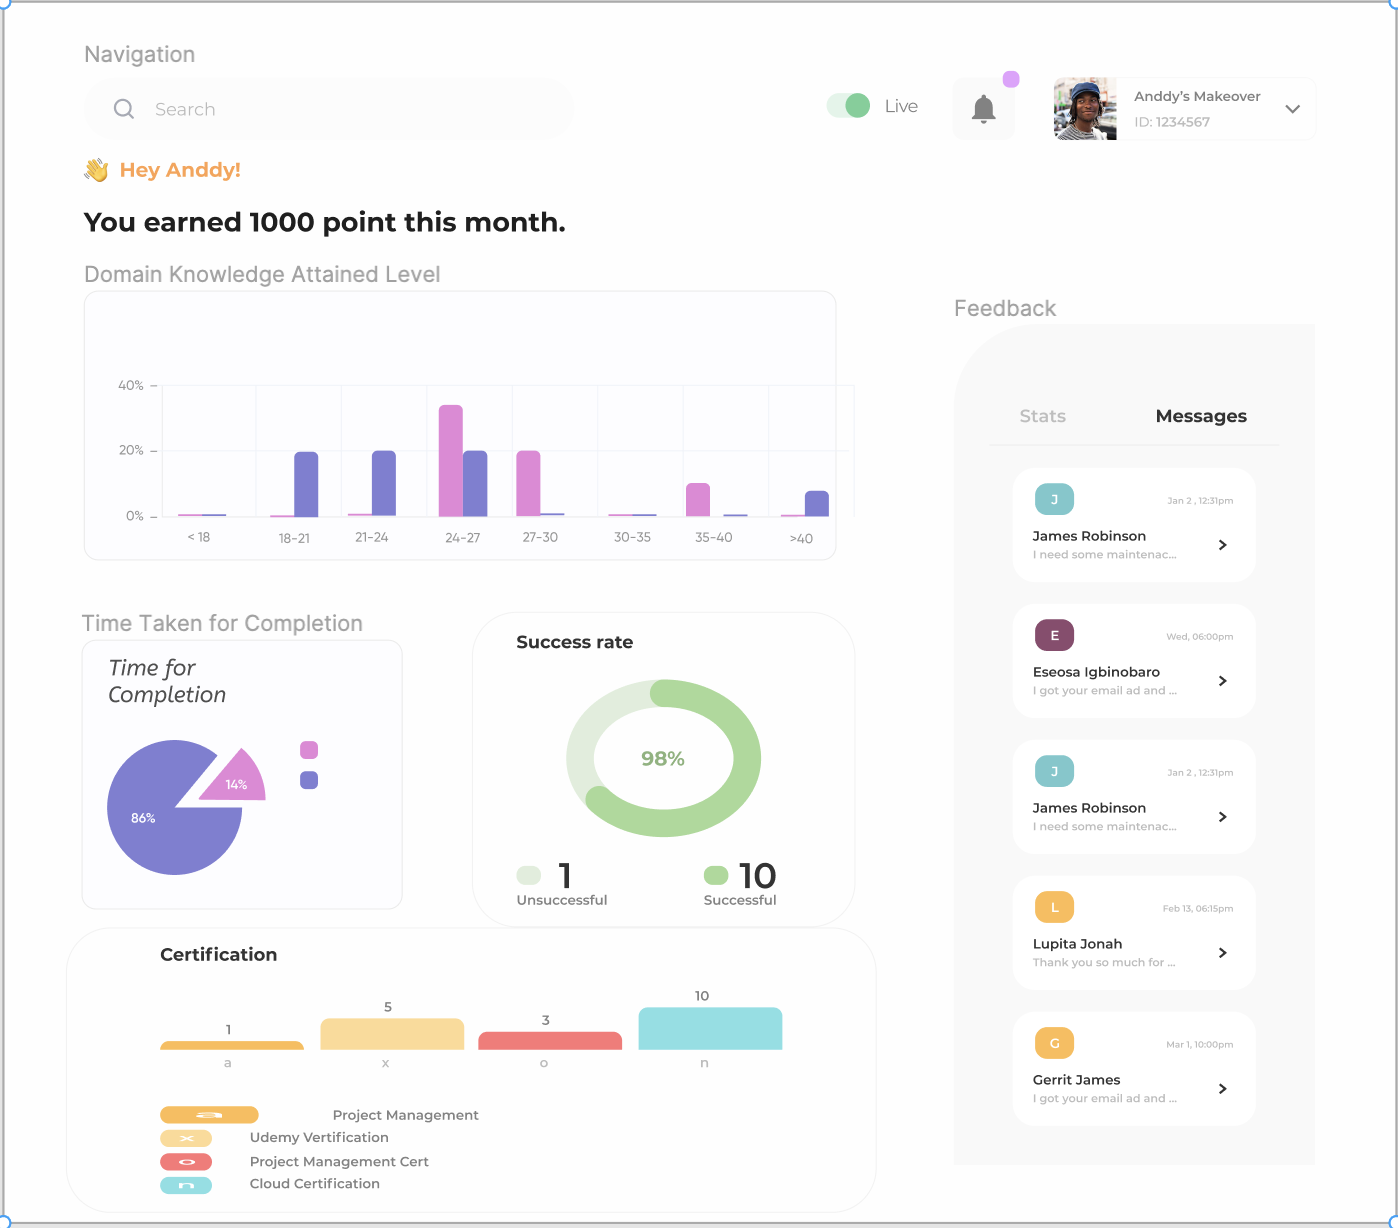 Navigation
Search
Live
Anddy's Makeover
ID: 1234567
Hey Anddy!
You earned 1000 point this month.
Domain Knowledge Attained Level
40%
20%
0%
< 18
18-21
21-24
24-27
27-30
30-35
35-40
>40
Time Taken for Completion
Time for
Completion
14%
86%
Success rate
98%
1
Unsuccessful
10
Successful
Certification
1
5
3
10
a
x
o
n
a Project Management
x Udemy Vertification
o Project Management Cert
n Cloud Certification
Feedback
Stats Messages
J Jan 2 , 12:31pm
James Robinson
I need some maintenac...
E Wed, 06:00pm
Eseosa Igbinobaro
I got your email ad and ...
J Jan 2 , 12:31pm
James Robinson
I need some maintenac...
L Feb 13, 06:15pm
Lupita Jonah
Thank you so much for ...
G Mar 1, 10:00pm
Gerrit James
I got your email ad and ...